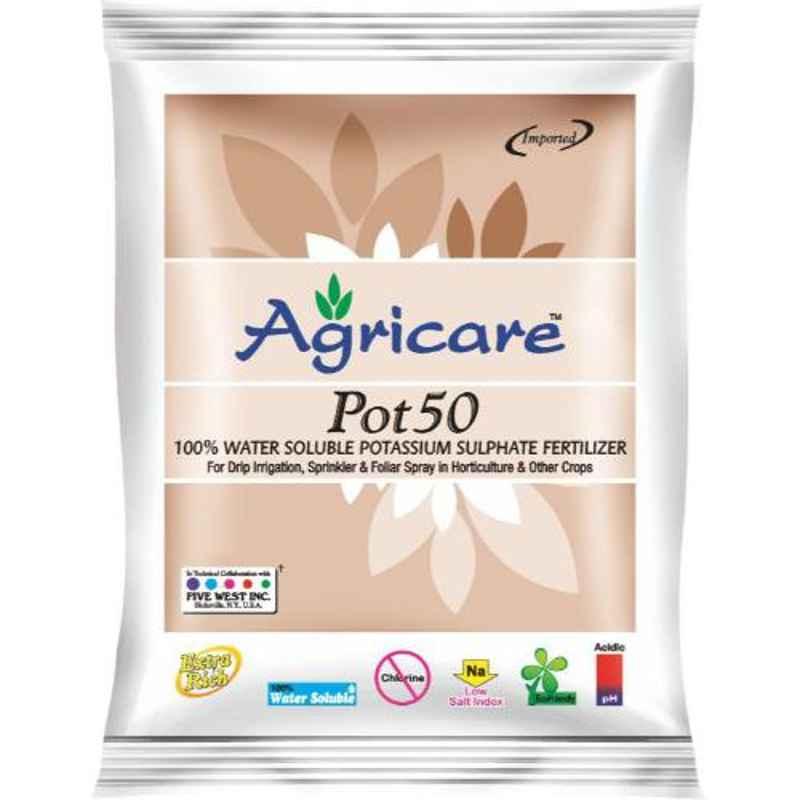 Imported
Agricare™
Pot50
100% WATER SOLUBLE POTASSIUM SULPHATE FERTILIZER
For Drip Irrigation, Sprinkler & Foliar Spray in Horticulture & Other Crops
In Technical Collaboration with
†
FIVE WEST INC.
N.Y., U.S.A.
Extra
Rich
100%
Water Soluble
Chlorine
Na
Low
Salt Index
Acidic
pH